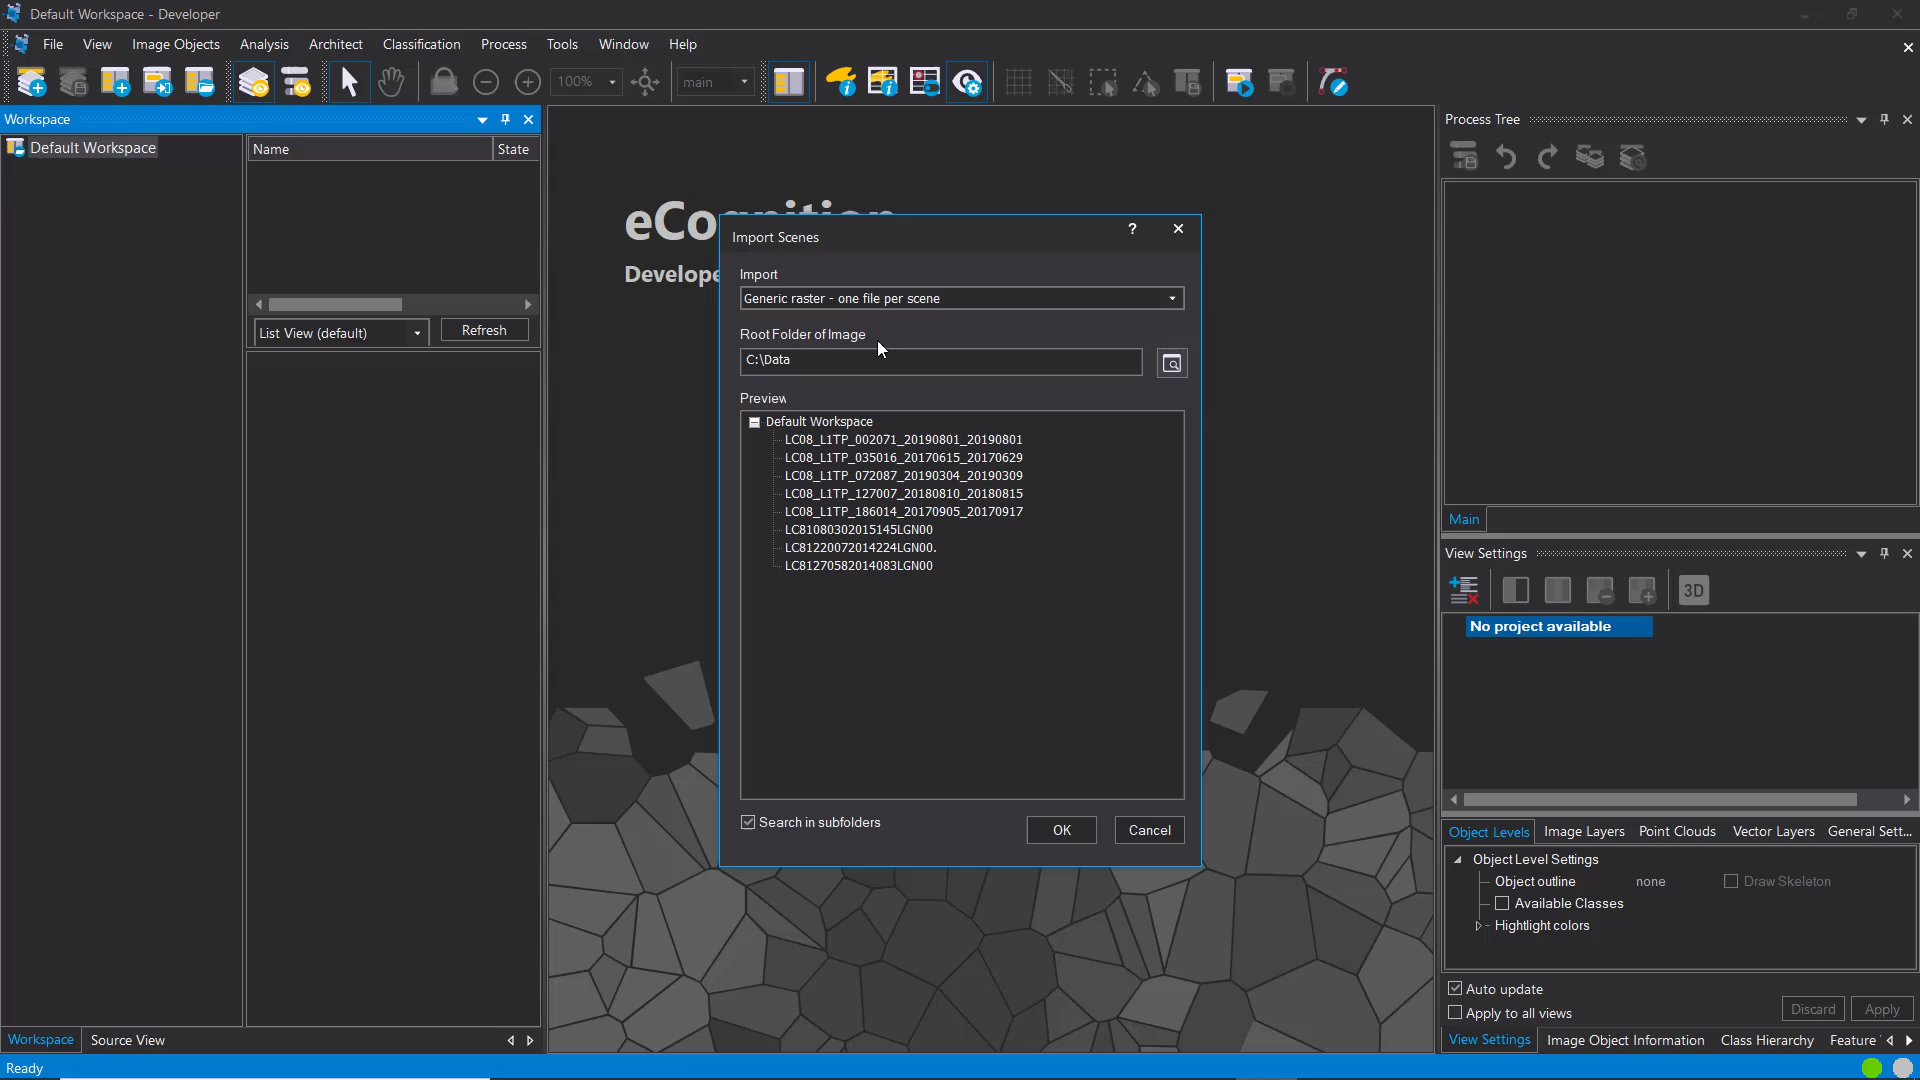 Default Workspace - Developer
File View Image Objects Analysis Architect Classification Process Tools Window Help
100% main
Workspace
Default Workspace
Name State
List View (default) Refresh
Workspace Source View
Ready
Developer
Import Scenes ?
Import
Generic raster - one file per scene
Root Folder of Image
C:\Data
Preview
Default Workspace
LC08_L1TP_002071_20190801_20190801
LC08_L1TP_035016_20170615_20170629
LC08_L1TP_072087_20190304_20190309
LC08_L1TP_127007_20180810_20180815
LC08_L1TP_186014_20170905_20170917
LC81080302015145LGN00
LC81220072014224LGN00.
LC81270582014083LGN00
Search in subfolders OK Cancel
Process Tree
Main
View Settings
3D
No project available
Object Levels Image Layers Point Clouds Vector Layers General Sett...
Object Level Settings
Object outline none Draw Skeleton
Available Classes
Hightlight colors
Auto update
Apply to all views Discard Apply
View Settings Image Object Information Class Hierarchy Feature